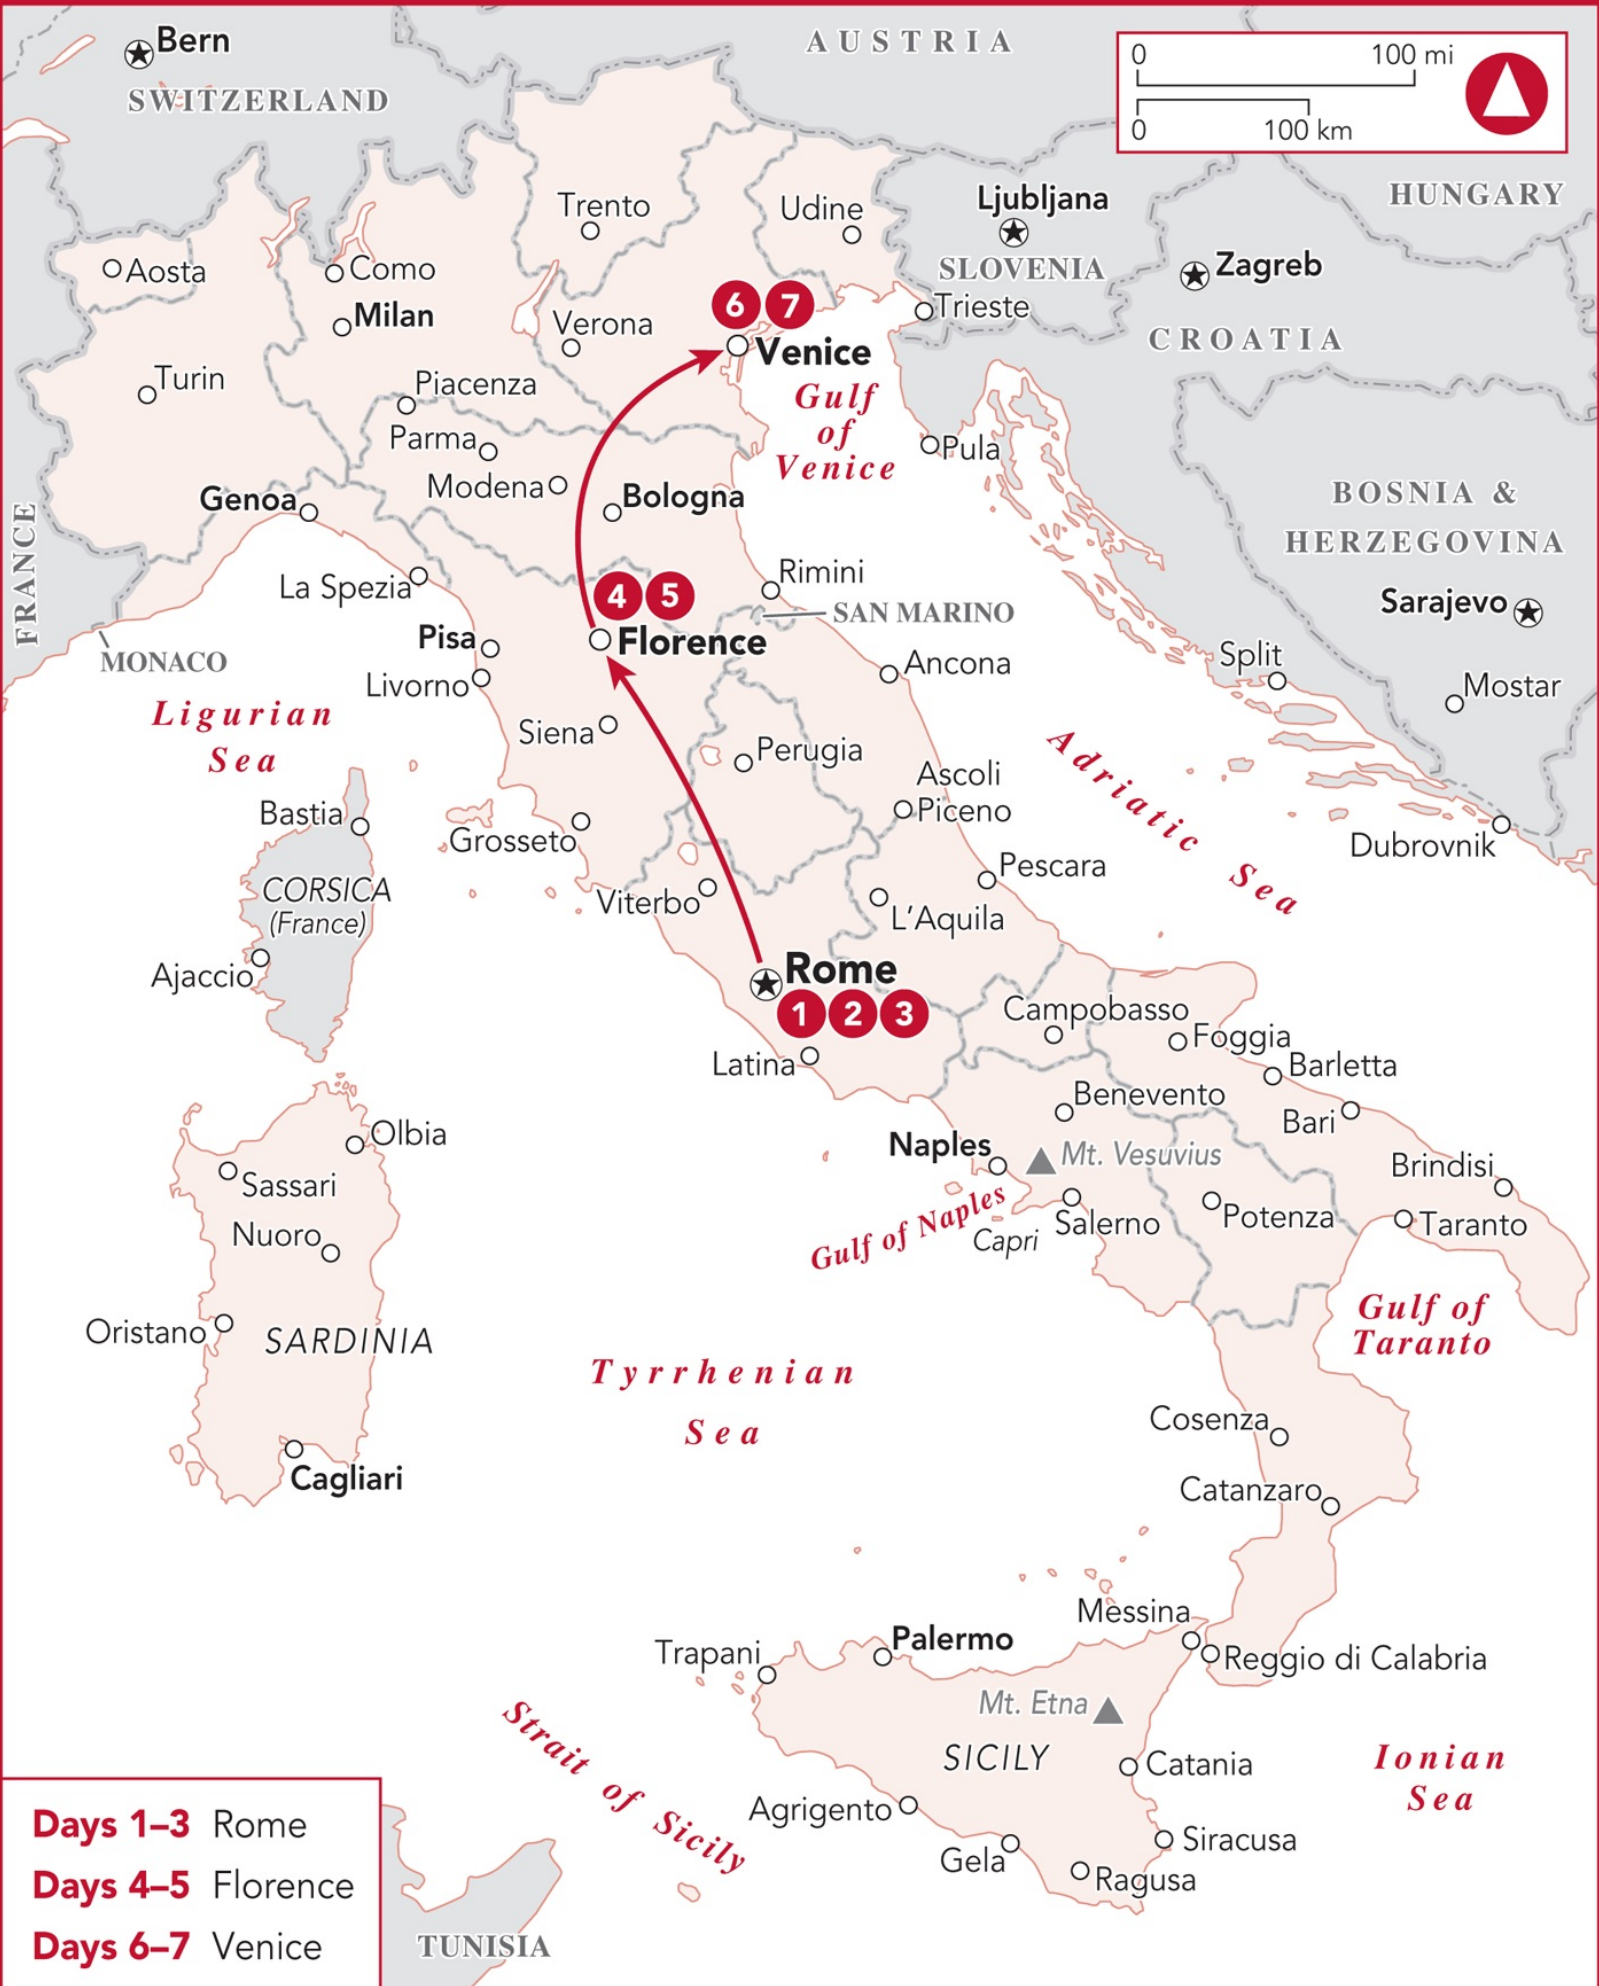 Bern
SWITZERLAND
AUSTRIA
0 100 mi
0 100 km
HUNGARY
Ljubljana
SLOVENIA
Zagreb
CROATIA
Trento
Udine
Aosta
Como
Milan
Verona
6 7
Venice
Trieste
Turin
Piacenza
Parma
Modena
Bologna
Gulf
of
Venice
Pula
BOSNIA &
HERZEGOVINA
Genoa
FRANCE
La Spezia
Rimini
SAN MARINO
Sarajevo
4 5
Florence
Pisa
MONACO
Livorno
Ancona
Split
Mostar
Ligurian
Sea
Siena
Perugia
Ascoli
Piceno
Adriatic Sea
Bastia
Grosseto
Dubrovnik
Pescara
CORSICA
(France)
Viterbo
L'Aquila
Ajaccio
Rome
1 2 3
Campobasso
Foggia
Latina
Barletta
Benevento
Bari
Olbia
Naples
Mt. Vesuvius
Brindisi
Sassari
Nuoro
Gulf of Naples
Capri
Salerno
Potenza
Taranto
Oristano
SARDINIA
Gulf of
Taranto
Tyrrhenian
Sea
Cosenza
Cagliari
Catanzaro
Messina
Trapani
Palermo
Reggio di Calabria
Mt. Etna
SICILY
Strait of Sicily
Catania
Ionian
Sea
Agrigento
Siracusa
Gela
Ragusa
Days 1–3 Rome
Days 4–5 Florence
Days 6–7 Venice
TUNISIA